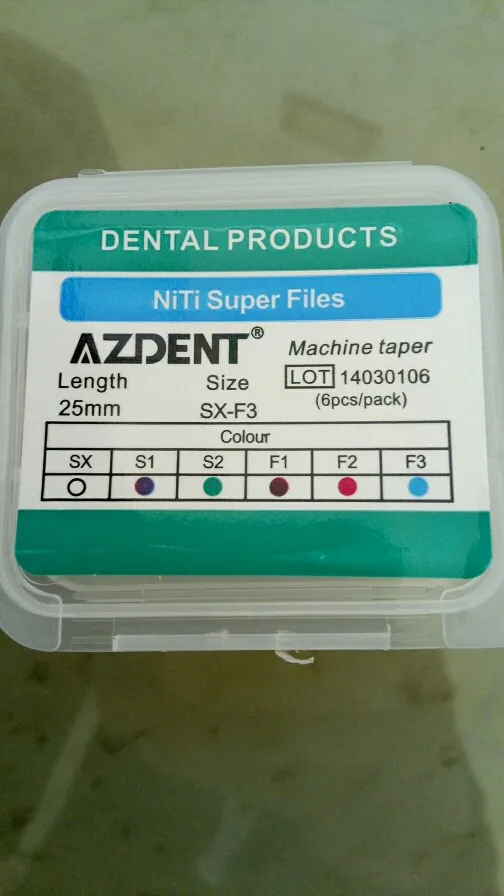 DENTAL PRODUCTS
NiTi Super Files
AZDENT®
Machine taper
Length
Size
LOT 14030106
25mm
SX-F3
(6pcs/pack)
Colour
SX S1 S2 F1 F2 F3